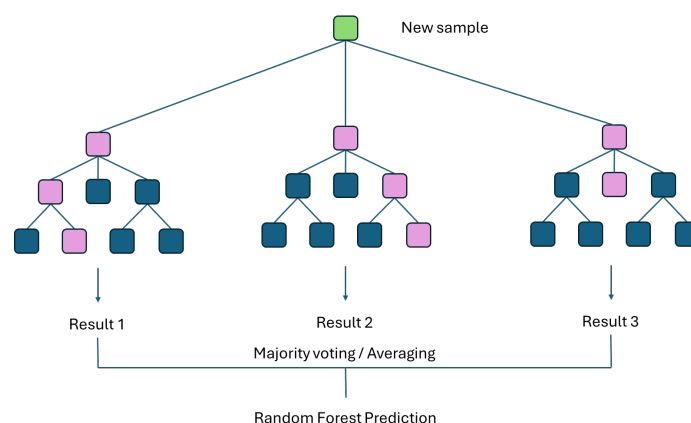 New sample
Result 1
Result 2
Result 3
Majority voting / Averaging
Random Forest Prediction